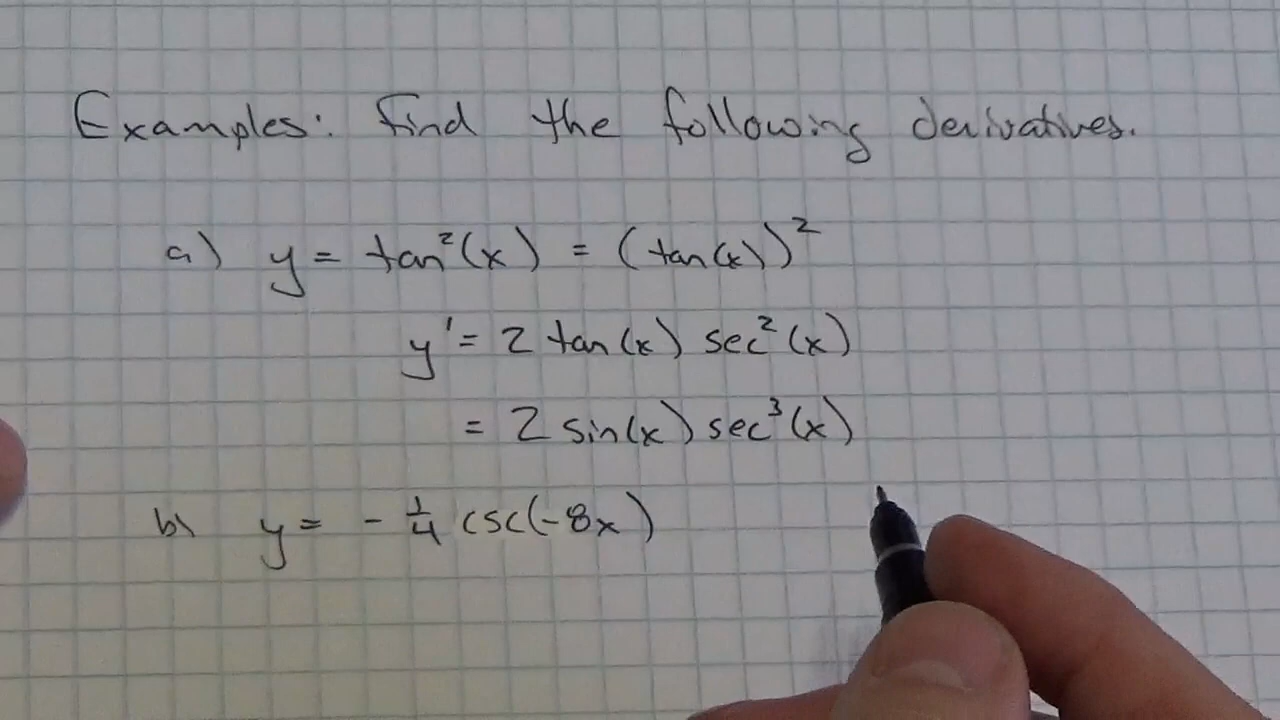 Examples: Find the following derivatives.
a) y = tan²(x) = (tan(x))²
y' = 2 tan(x) sec²(x)
= 2 sin(x) sec³(x)
b) y = - 1/4 csc(-8x)